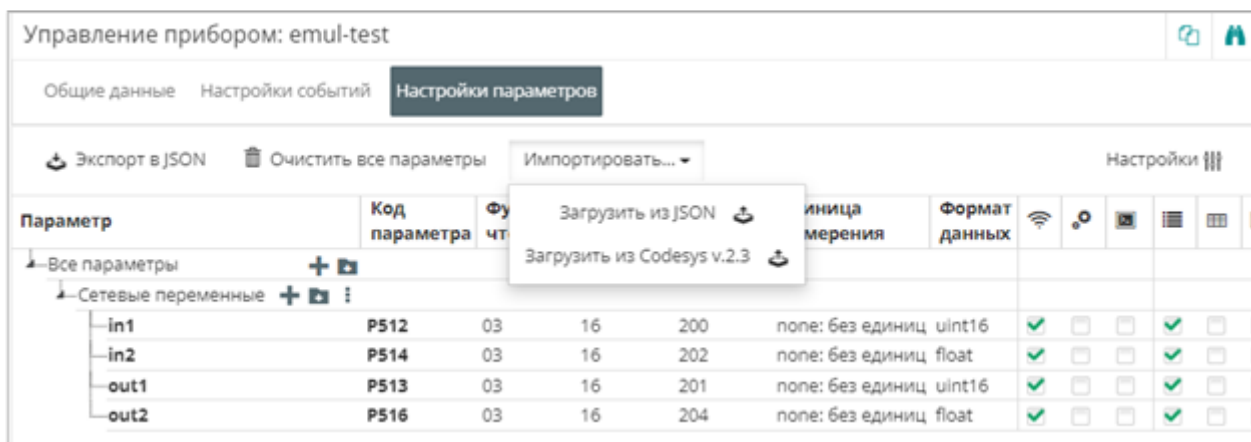 Управление прибором: emul-test
Общие данные Настройки событий Настройки параметров
Экспорт в JSON Очистить все параметры Импортировать... Настройки
Загрузить из JSON
Загрузить из Codesys v.2.3
Параметр Код параметра Формат данных
Все параметры
Сетевые переменные
in1 P512 03 16 200 none: без единиц uint16
in2 P514 03 16 202 none: без единиц float
out1 P513 03 16 201 none: без единиц uint16
out2 P516 03 16 204 none: без единиц float